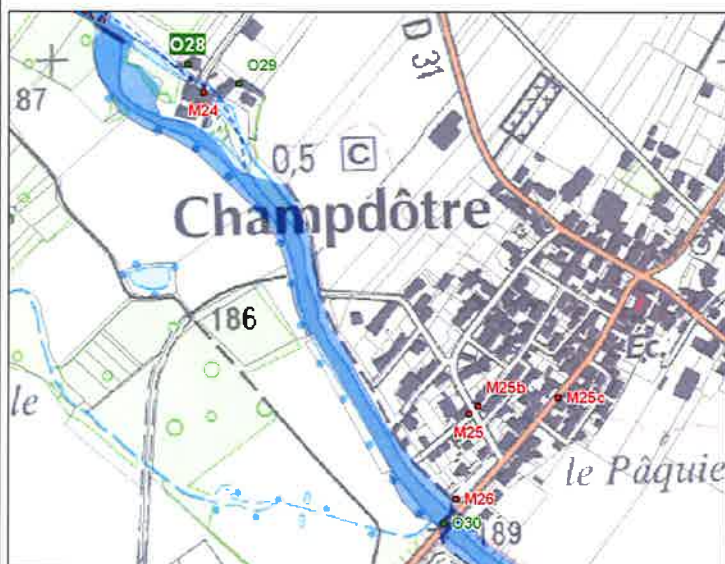 O28
O29
M24
D 31
87
0,5 C
Champdôtre
186
Éc.
le
M25b
M25
M25c
le Pâquie
M26
O30
189